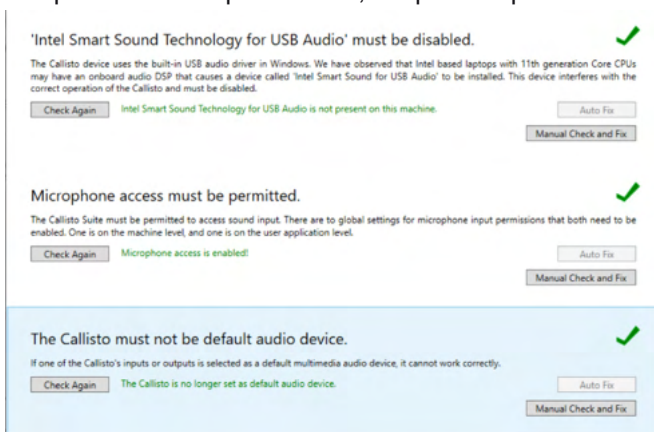 'Intel Smart Sound Technology for USB Audio' must be disabled.
The Callisto device uses the built-in USB audio driver in Windows. We have observed that Intel based laptops with 11th generation Core CPUs
may have an onboard audio DSP that causes a device called 'Intel Smart Sound for USB Audio' to be installed. This device interferes with the
correct operation of the Callisto and must be disabled.
Check Again
Intel Smart Sound Technology for USB Audio is not present on this machine.
Auto Fix
Manual Check and Fix
Microphone access must be permitted.
The Callisto Suite must be permitted to access sound input. There are to global settings for microphone input permissions that both need to be
enabled. One is on the machine level, and one is on the user application level.
Check Again
Microphone access is enabled!
Auto Fix
Manual Check and Fix
The Callisto must not be default audio device.
If one of the Callisto's inputs or outputs is selected as a default multimedia audio device, it cannot work correctly.
Check Again
The Callisto is no longer set as default audio device.
Auto Fix
Manual Check and Fix